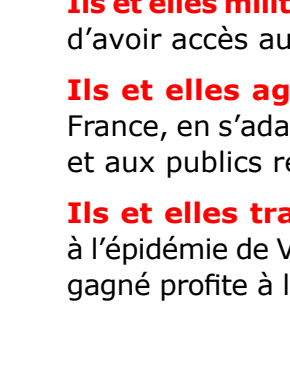 Ils et elles milit
d’avoir accès au
Ils et elles ag
France, en s’ada
et aux publics re
Ils et elles tra
à l’épidémie de V
gagné profite à l